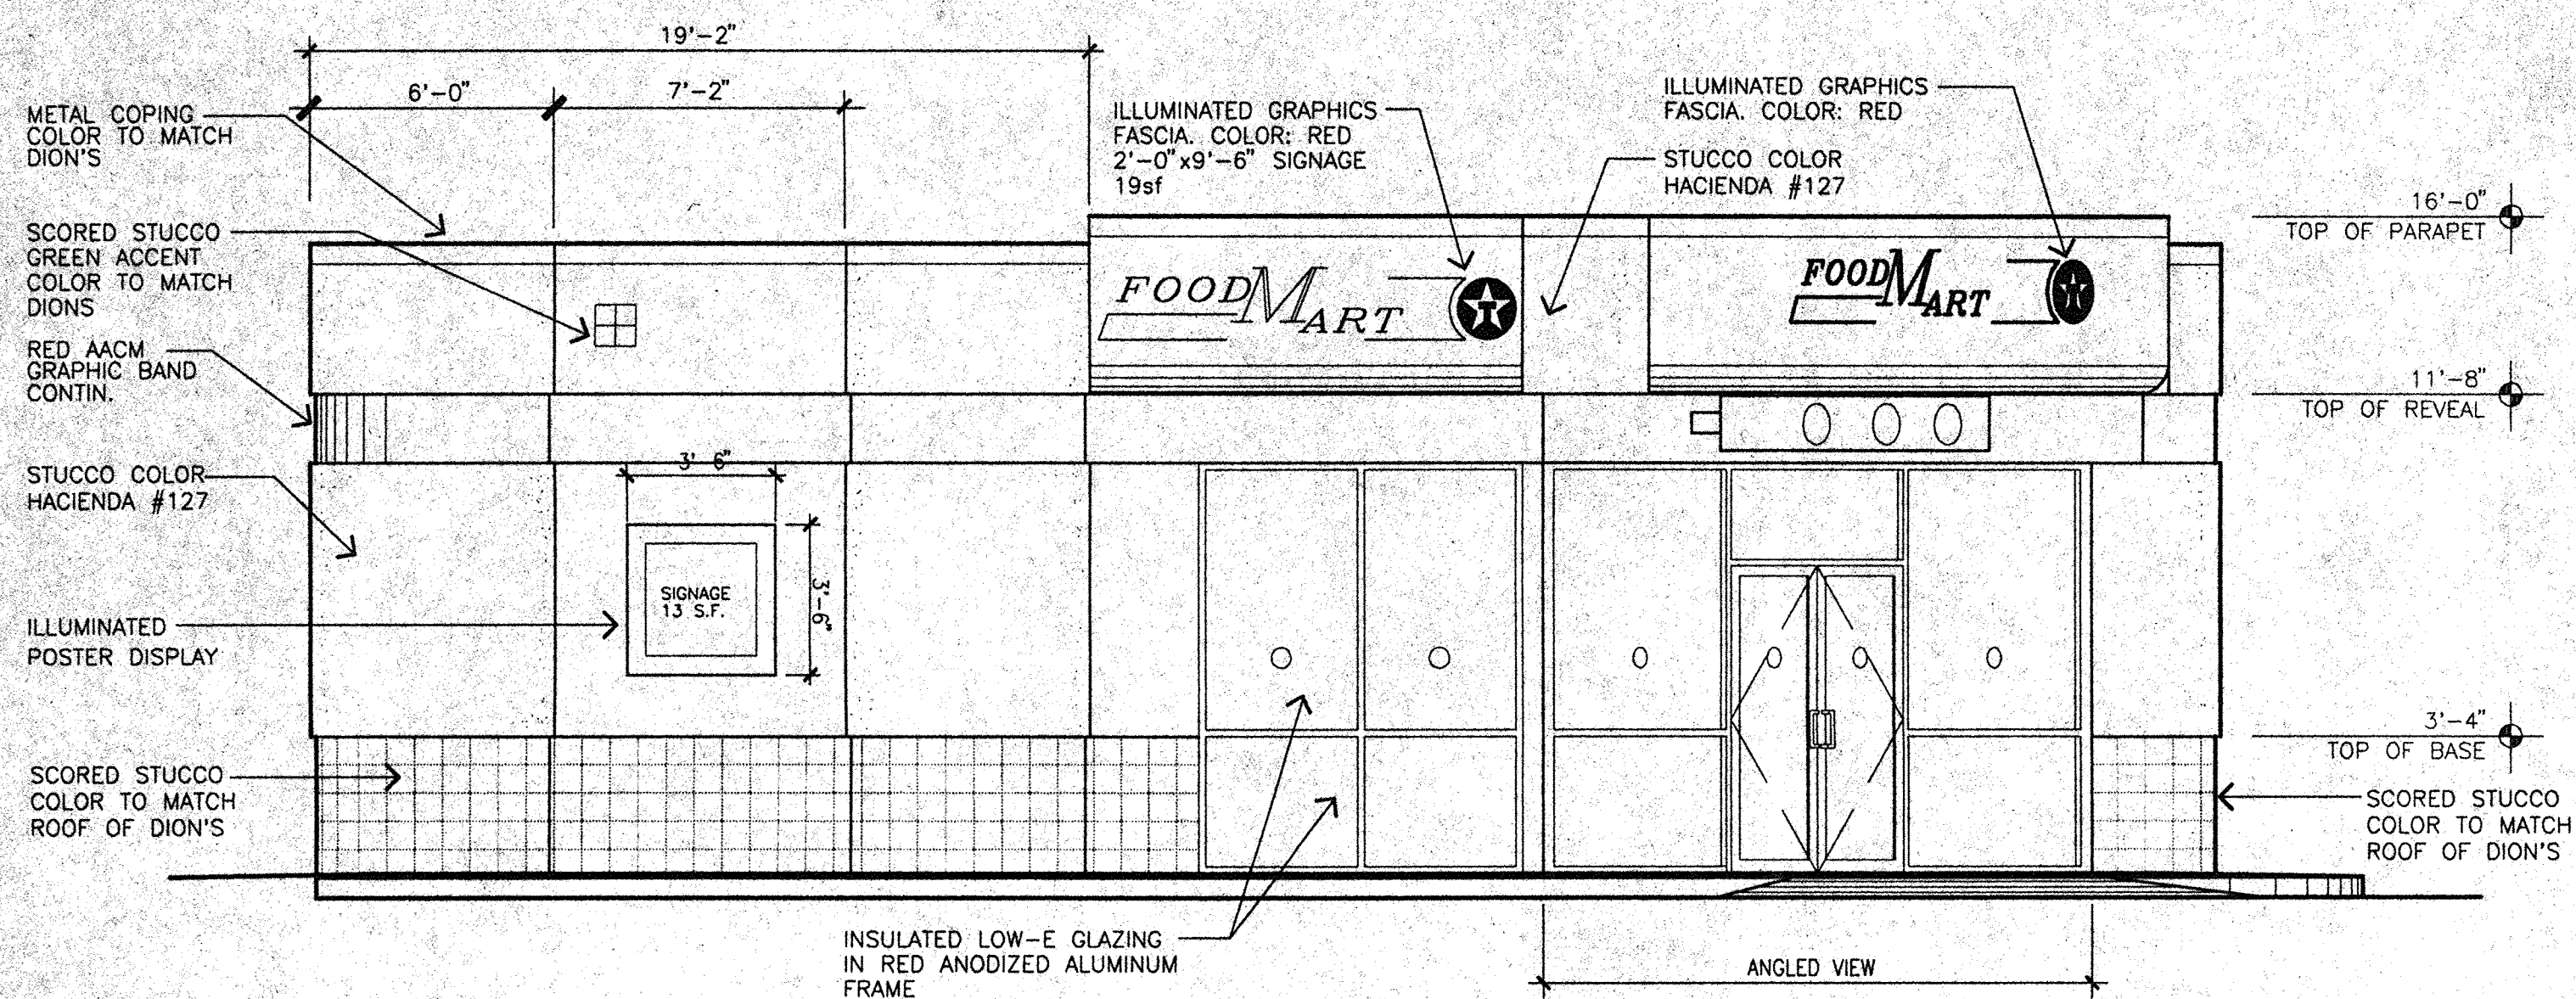 19'-2"
6'-0"
7'-2"
METAL COPING
COLOR TO MATCH
DION'S
SCORED STUCCO
GREEN ACCENT
COLOR TO MATCH
DIONS
RED AACM
GRAPHIC BAND
CONTIN.
STUCCO COLOR
HACIENDA #127
ILLUMINATED
POSTER DISPLAY
SCORED STUCCO
COLOR TO MATCH
ROOF OF DION'S
3' 6"
3'-6"
SIGNAGE
13 S.F.
ILLUMINATED GRAPHICS
FASCIA. COLOR: RED
2'-0"x9'-6" SIGNAGE
19sf
ILLUMINATED GRAPHICS
FASCIA. COLOR: RED
STUCCO COLOR
HACIENDA #127
FOOD MART
T
FOOD MART
T
16'-0"
TOP OF PARAPET
11'-8"
TOP OF REVEAL
3'-4"
TOP OF BASE
SCORED STUCCO
COLOR TO MATCH
ROOF OF DION'S
INSULATED LOW-E GLAZING
IN RED ANODIZED ALUMINUM
FRAME
ANGLED VIEW